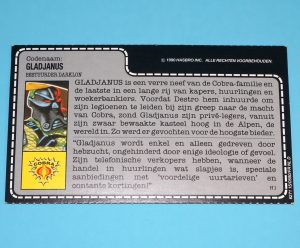 Codenaam:
GLADJANUS
BESTUURDER DARKLON
© 1990 HASBRO INC. ALLE RECHTEN VOORBEHOUDEN
GLADJANUS is een verre neef van de Cobra-familie en
de laatste in een lange rij van kapers, huurlingen en
woekerbankiers. Voordat Destro hem inhuurde om
zijn legioenen te leiden bij zijn greep naar de macht
van Cobra, zond Gladjanus zijn privé-legers, vanuit
zijn zwaar bewaakte kasteel hoog in de Alpen, de
wereld in. Zo werd er gevochten voor de hoogste bieder.
"Gladjanus wordt enkel en alleen gedreven door
hebzucht, ongehinderd door enige ideologie of gevoel.
Zijn telefonische verkopers hebben, wanneer de
handel in huurlingen wat slapjes is, speciale
aanbiedingen met "voordelige uurtarieven" en
contante kortingen!"
COBRA